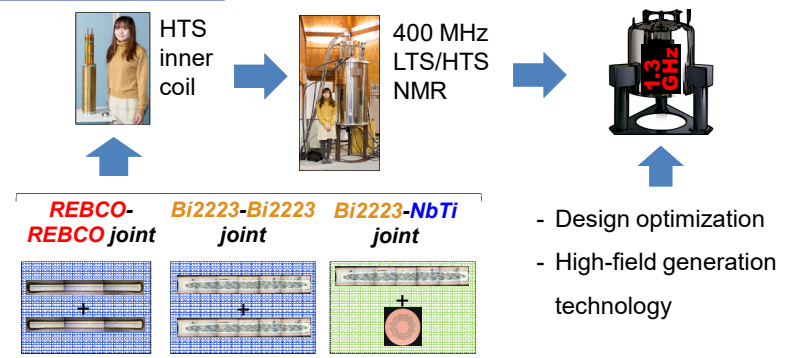 HTS
inner
coil
400 MHz
LTS/HTS
NMR
1.3
GHz
REBCO-
REBCO joint
+
Bi2223-Bi2223
joint
+
Bi2223-NbTi
joint
+
- Design optimization
- High-field generation
technology